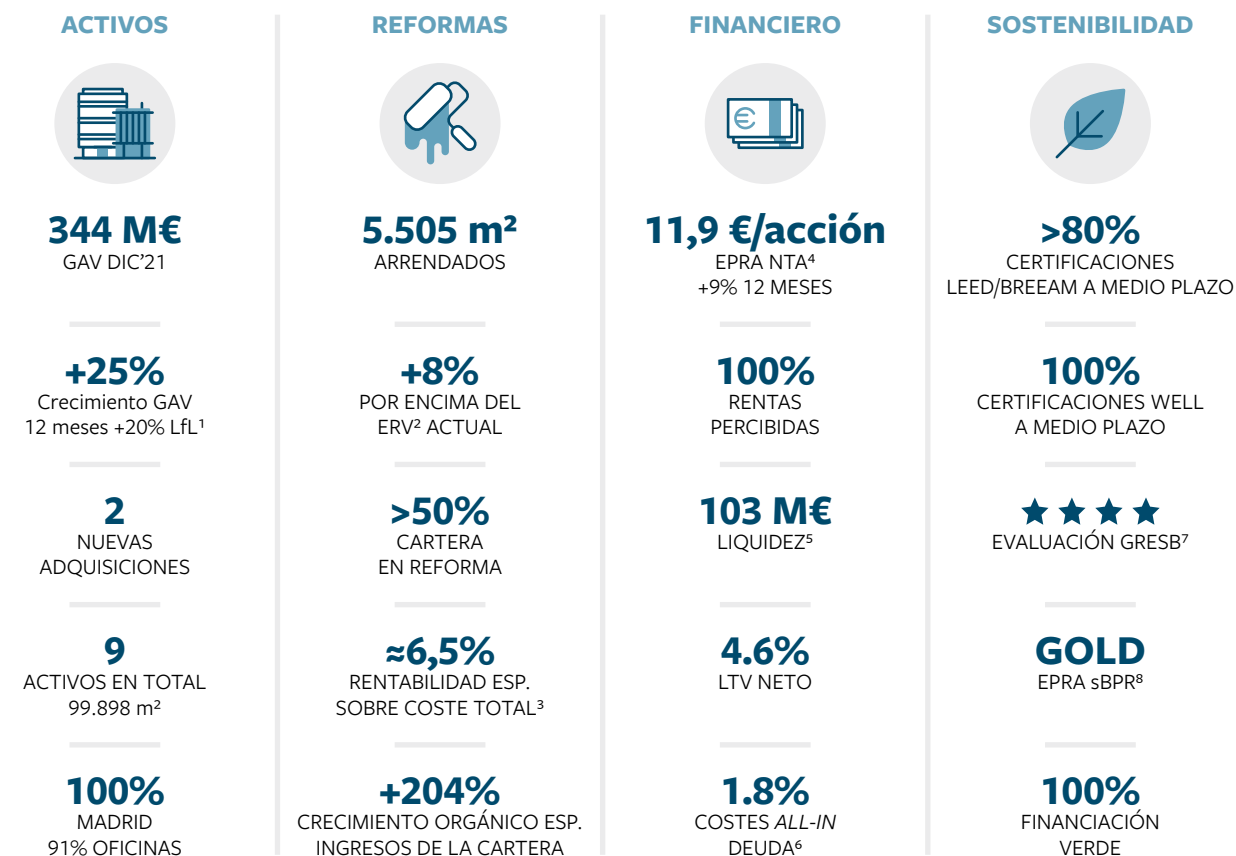 ACTIVOS
344 M€
GAV DIC’21
+25%
Crecimiento GAV
12 meses +20% LfL¹
2
NUEVAS
ADQUISICIONES
9
ACTIVOS EN TOTAL
99.898 m²
100%
MADRID
91% OFICINAS
REFORMAS
5.505 m²
ARRENDADOS
+8%
POR ENCIMA DEL
ERV² ACTUAL
>50%
CARTERA
EN REFORMA
≈6,5%
RENTABILIDAD ESP.
SOBRE COSTE TOTAL³
+204%
CRECIMIENTO ORGÁNICO ESP.
INGRESOS DE LA CARTERA
FINANCIERO
€
11,9 €/acción
EPRA NTA⁴
+9% 12 MESES
100%
RENTAS
PERCIBIDAS
103 M€
LIQUIDEZ⁵
4.6%
LTV NETO
1.8%
COSTES ALL-IN
DEUDA⁶
SOSTENIBILIDAD
>80%
CERTIFICACIONES
LEED/BREEAM A MEDIO PLAZO
100%
CERTIFICACIONES WELL
A MEDIO PLAZO
EVALUACIÓN GRESB⁷
GOLD
EPRA sBPR⁸
100%
FINANCIACIÓN
VERDE